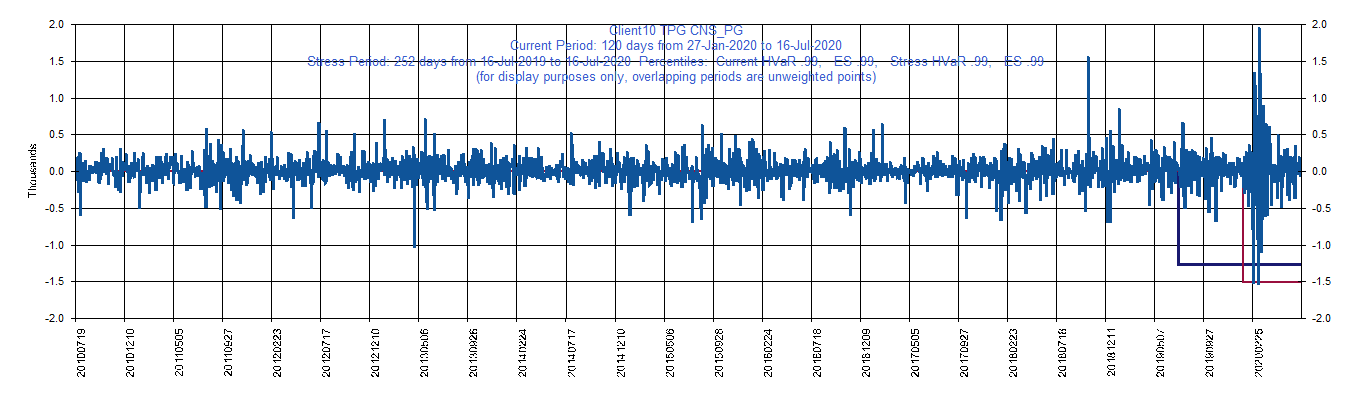 Client10 TPG CNS_PG
Current Period: 120 days from 27-Jan-2020 to 16-Jul-2020
Stress Period: 252 days from 16-Jul-2019 to 16-Jul-2020 Percentiles: Current HVaR .99, ES .99, Stress HVaR .99, ES .99
(for display purposes only, overlapping periods are unweighted points)
2.0 2.0
1.5 1.5
1.0 1.0
0.5 0.5
0.0 0.0
-0.5 -0.5
-1.0 -1.0
-1.5 -1.5
-2.0 -2.0
Thousands
20100719 20101210 20110505 20110927 20120223 20120717 20121210 20130506 20130926 20140224 20140717 20141210 20150506 20150928 20160224 20160718 20161209 20170505 20170927 20180223 20180718 20181211 20190507 20190927 20200225